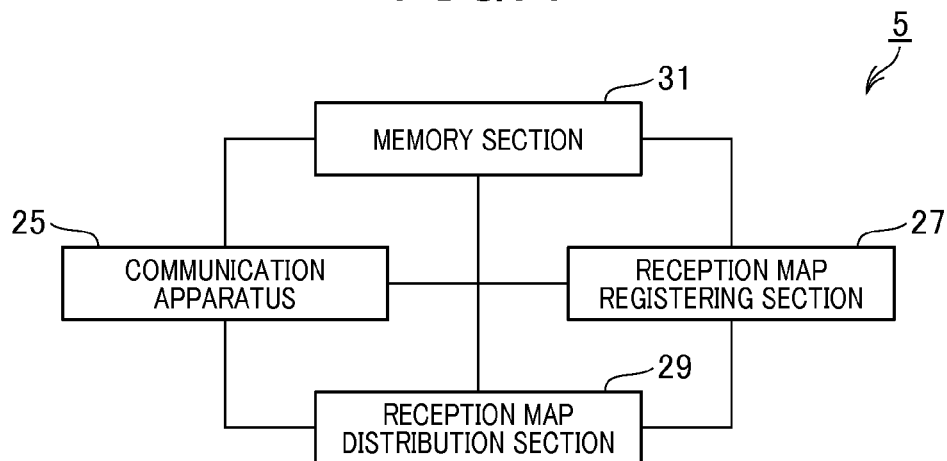 5
31
MEMORY SECTION
25
COMMUNICATION
APPARATUS
27
RECEPTION MAP
REGISTERING SECTION
29
RECEPTION MAP
DISTRIBUTION SECTION